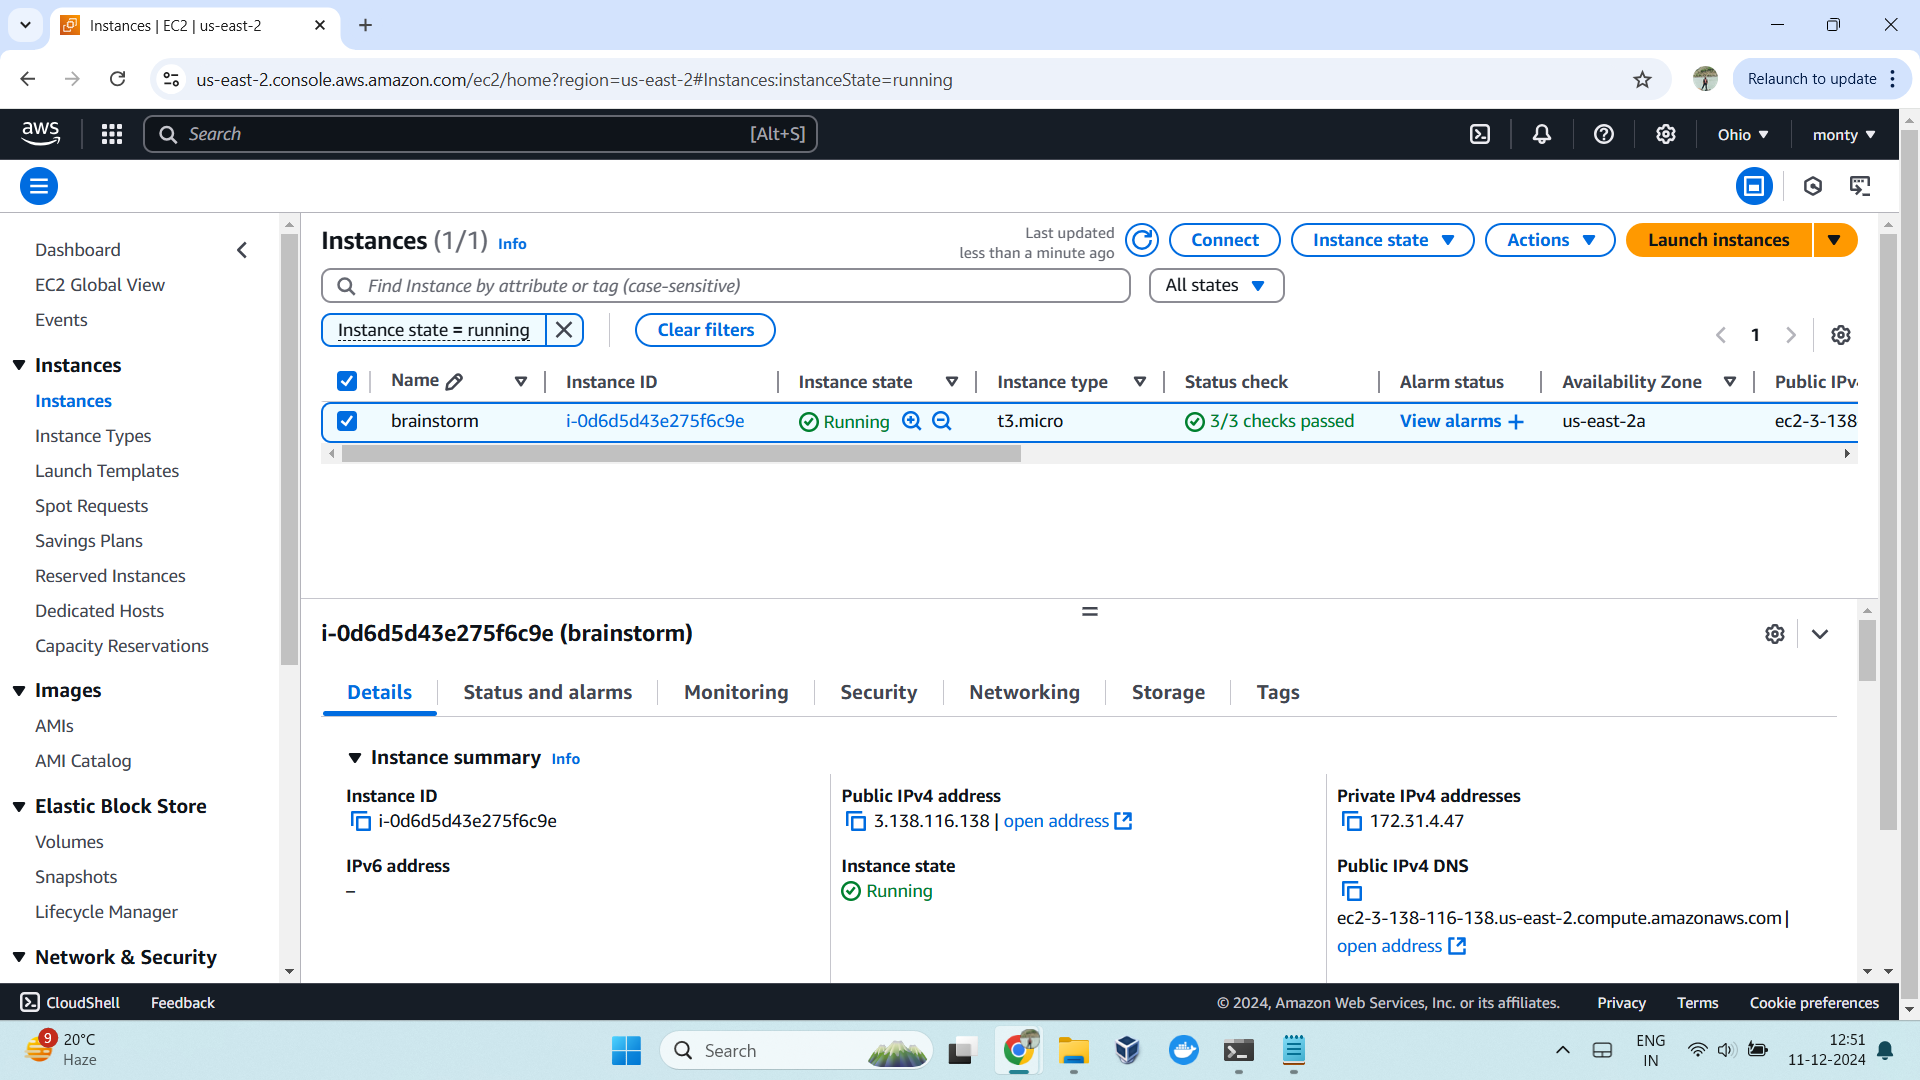 Instances | EC2 | us-east-2
us-east-2.console.aws.amazon.com/ec2/home?region=us-east-2#Instances:instanceState=running
Relaunch to update
aws
Search
[Alt+S]
Ohio
monty
Dashboard
EC2 Global View
Events
Instances
Instances
Instance Types
Launch Templates
Spot Requests
Savings Plans
Reserved Instances
Dedicated Hosts
Capacity Reservations
Images
AMIs
AMI Catalog
Elastic Block Store
Volumes
Snapshots
Lifecycle Manager
Network & Security
Instances (1/1) Info
Last updated
less than a minute ago
Connect
Instance state
Actions
Launch instances
Find Instance by attribute or tag (case-sensitive)
All states
Instance state = running
Clear filters
1
Name Instance ID Instance state Instance type Status check Alarm status Availability Zone Public IPv
brainstorm i-0d6d5d43e275f6c9e Running t3.micro 3/3 checks passed View alarms + us-east-2a ec2-3-138
i-0d6d5d43e275f6c9e (brainstorm)
Details Status and alarms Monitoring Security Networking Storage Tags
Instance summary Info
Instance ID
i-0d6d5d43e275f6c9e
IPv6 address
–
Public IPv4 address
3.138.116.138 | open address
Instance state
Running
Private IPv4 addresses
172.31.4.47
Public IPv4 DNS
ec2-3-138-116-138.us-east-2.compute.amazonaws.com |
open address
CloudShell
Feedback
© 2024, Amazon Web Services, Inc. or its affiliates.
Privacy
Terms
Cookie preferences
9
20°C
Haze
Search
ENG
IN
12:51
11-12-2024